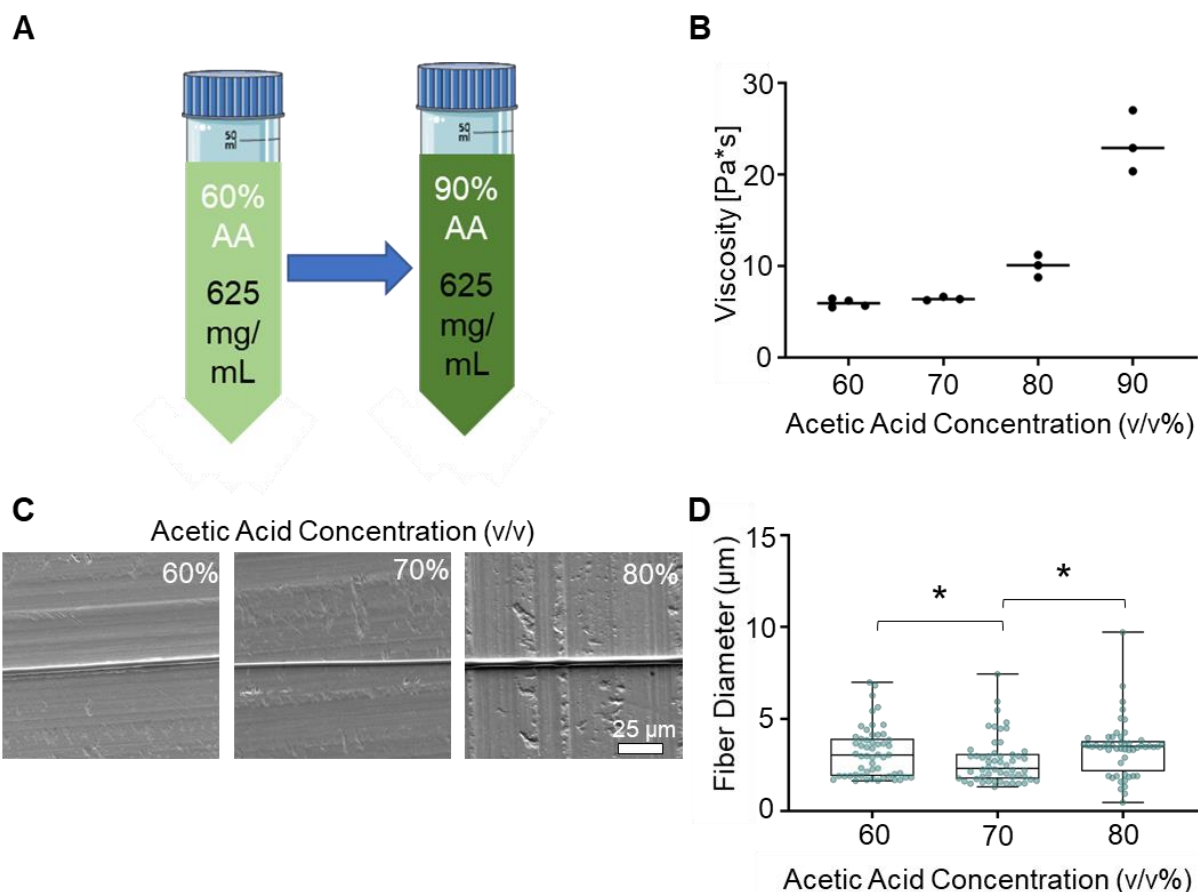 A
50
ml
60%
AA
625
mg/
mL
50
ml
90%
AA
625
mg/
mL
B
Viscosity [Pa*s]
30
20
10
0
60 70 80 90
Acetic Acid Concentration (v/v%)
C
Acetic Acid Concentration (v/v)
60% 70% 80%
25 µm
D
Fiber Diameter (µm)
15
10
5
0
* *
60 70 80
Acetic Acid Concentration (v/v%)